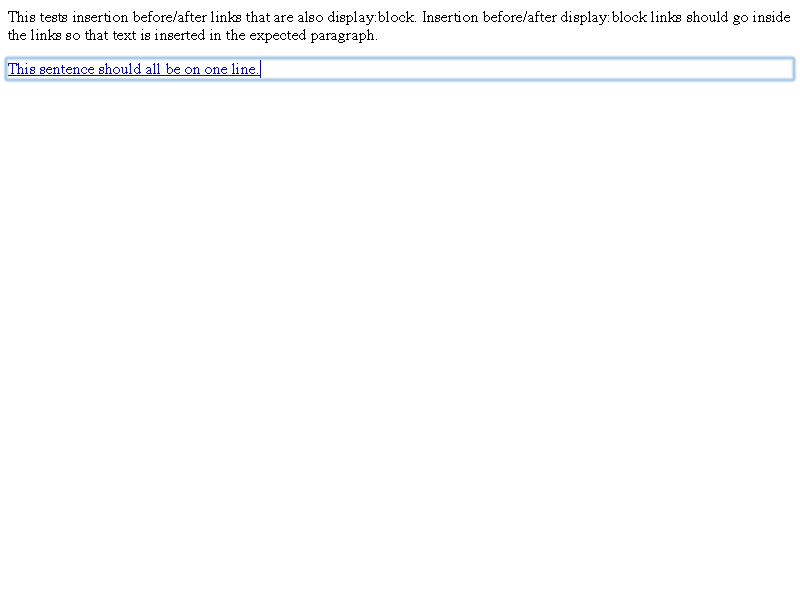 This tests insertion before/after links that are also display:block. Insertion before/after display:block links should go inside
the links so that text is inserted in the expected paragraph.
This sentence should all be on one line.